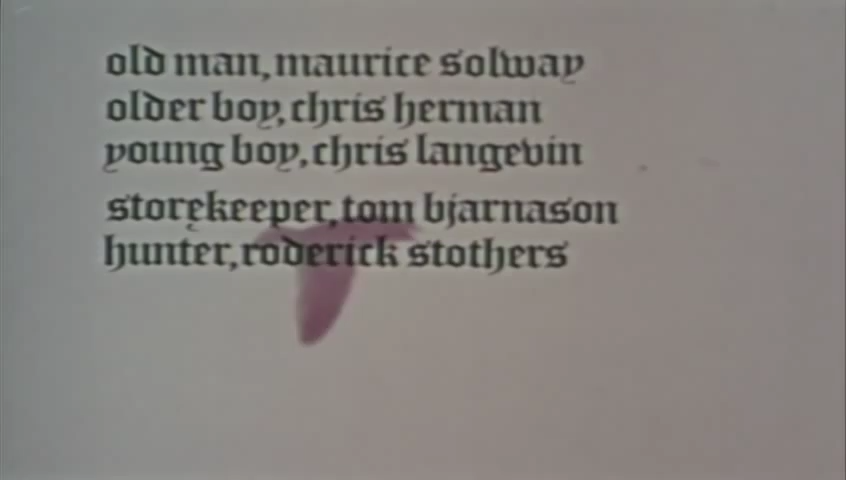 old man, maurice solway
older boy, chris herman
young boy, chris langevin
storekeeper, tom bjarnason
hunter, roderick stothers